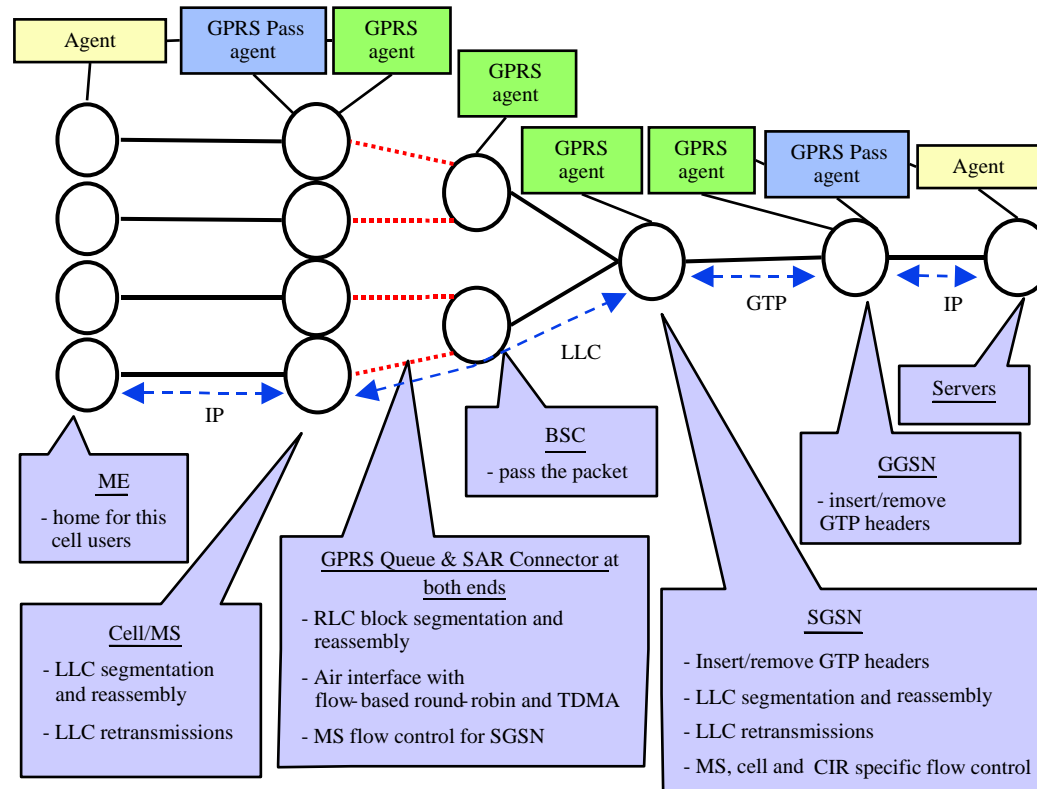 Agent
GPRS Pass
agent
GPRS
agent
GPRS
agent
GPRS
agent
GPRS
agent
GPRS Pass
agent
Agent
IP
LLC
GTP
IP
ME
- home for this
cell users
Cell/MS
- LLC segmentation
and reassembly
- LLC retransmissions
GPRS Queue & SAR Connector at
both ends
- RLC block segmentation and
reassembly
- Air interface with
flow-based round-robin and TDMA
- MS flow control for SGSN
BSC
- pass the packet
SGSN
- Insert/remove GTP headers
- LLC segmentation and reassembly
- LLC retransmissions
- MS, cell and CIR specific flow control
GGSN
- insert/remove
GTP headers
Servers